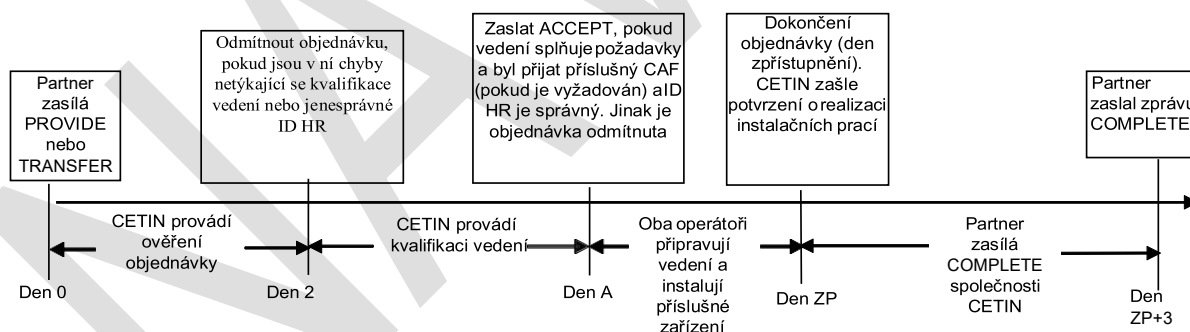 Partner
zasílá
PROVIDE
nebo
TRANSFER
Odmítnout objednávku,
pokud jsou v ní chyby
netýkající se kvalifikace
vedení nebo jenesprávné
ID HR
Zaslat ACCEPT, pokud
vedení splňuje požadavky
a byl přijat příslušný CAF
(pokud je vyžadován) aID
HR je správný. Jinak je
objednávka odmítnuta
Dokončení
objednávky (den
zpřístupnění).
CETIN zašle
potvrzení o realizaci
instalačních prací
Partner
zaslal zprávu
COMPLETE
CETIN provádí
ověření
objednávky
CETIN provádí
kvalifikaci vedení
Oba operátoři
připravují
vedení a
instalují
příslušné
zařízení
Partner
zasílá
COMPLETE
společnosti
CETIN
Den 0
Den 2
Den A
Den ZP
Den
ZP+3